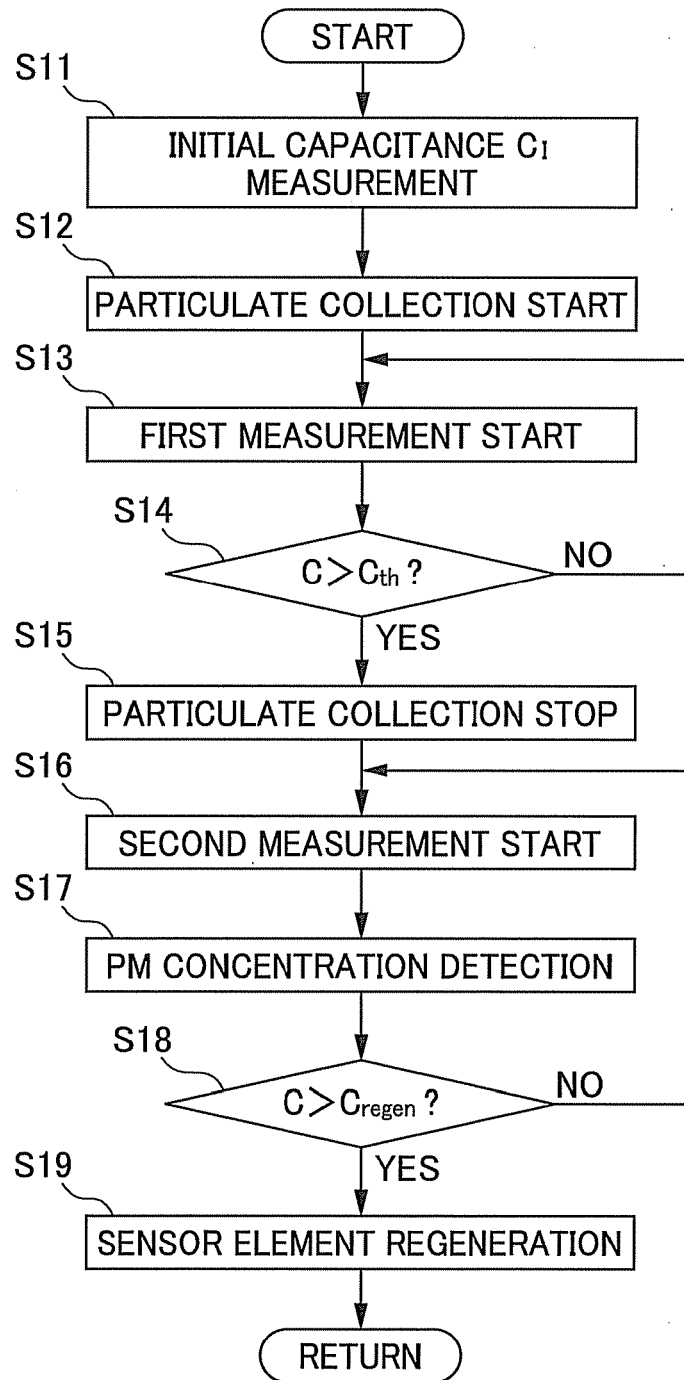 START
S11
INITIAL CAPACITANCE CI
MEASUREMENT
S12
PARTICULATE COLLECTION START
S13
FIRST MEASUREMENT START
S14
C>Cth ?
NO
YES
S15
PARTICULATE COLLECTION STOP
S16
SECOND MEASUREMENT START
S17
PM CONCENTRATION DETECTION
S18
C>Cregen ?
NO
YES
S19
SENSOR ELEMENT REGENERATION
RETURN